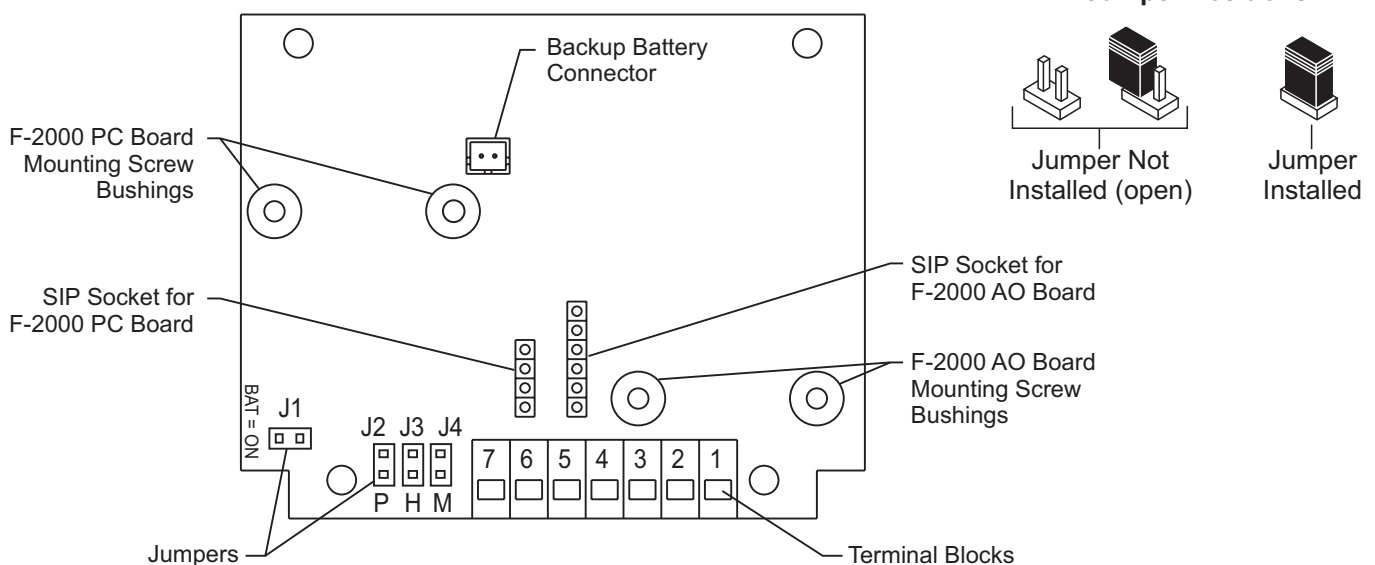 Backup Battery
Connector
F-2000 PC Board
Mounting Screw
Bushings
Jumper Not
Installed (open)
Jumper
Installed
SIP Socket for
F-2000 PC Board
SIP Socket for
F-2000 AO Board
F-2000 AO Board
Mounting Screw
Bushings
BAT = ON
J1
J2 J3 J4
P H M
7 6 5 4 3 2 1
Jumpers
Terminal Blocks